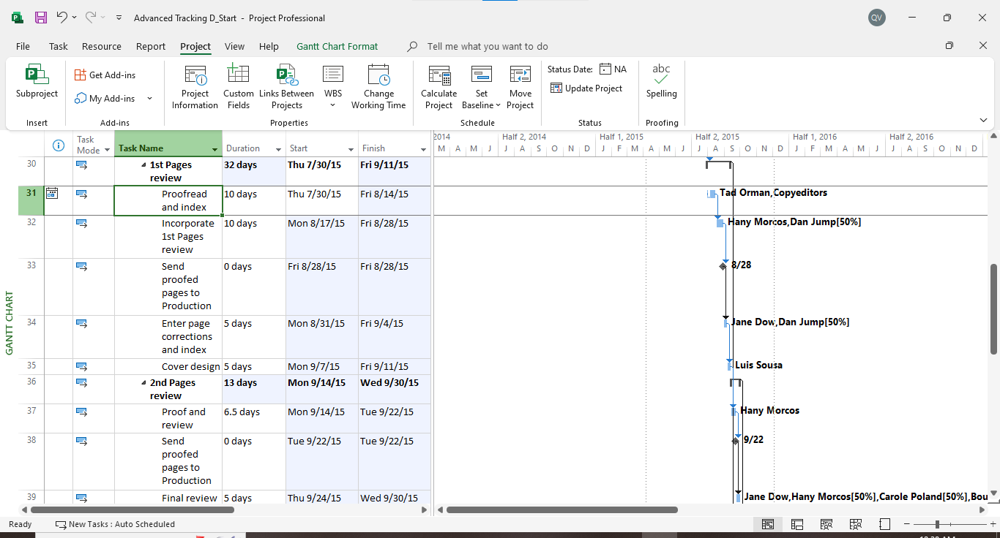 Advanced Tracking D_Start - Project Professional
QV
File Task Resource Report Project View Help Gantt Chart Format Tell me what you want to do
Subproject
Insert
Get Add-ins
My Add-ins
Add-ins
Project Information
Custom Fields
Links Between Projects
WBS
Change Working Time
Properties
Calculate Project
Set Baseline
Move Project
Schedule
Status Date: NA
Update Project
Status
abc
Spelling
Proofing
GANTT CHART
Task Mode Task Name Duration Start Finish
2014 Half 2, 2014 Half 1, 2015 Half 2, 2015 Half 1, 2016 Half 2, 2016
M A M J J A S O N D J F M A M J J A S O N D J F M A M J J A S O N D
30 1st Pages review 32 days Thu 7/30/15 Fri 9/11/15
31 Proofread and index 10 days Thu 7/30/15 Fri 8/14/15 Tad Orman,Copyeditors
32 Incorporate 1st Pages review 10 days Mon 8/17/15 Fri 8/28/15 Hany Morcos,Dan Jump[50%]
33 Send proofed pages to Production 0 days Fri 8/28/15 Fri 8/28/15 8/28
34 Enter page corrections and index 5 days Mon 8/31/15 Fri 9/4/15 Jane Dow,Dan Jump[50%]
35 Cover design 5 days Mon 9/7/15 Fri 9/11/15 Luis Sousa
36 2nd Pages review 13 days Mon 9/14/15 Wed 9/30/15
37 Proof and review 6.5 days Mon 9/14/15 Tue 9/22/15 Hany Morcos
38 Send proofed pages to Production 0 days Tue 9/22/15 Tue 9/22/15 9/22
39 Final review 5 days Thu 9/24/15 Wed 9/30/15 Jane Dow,Hany Morcos[50%],Carole Poland[50%],Bou
Ready New Tasks : Auto Scheduled